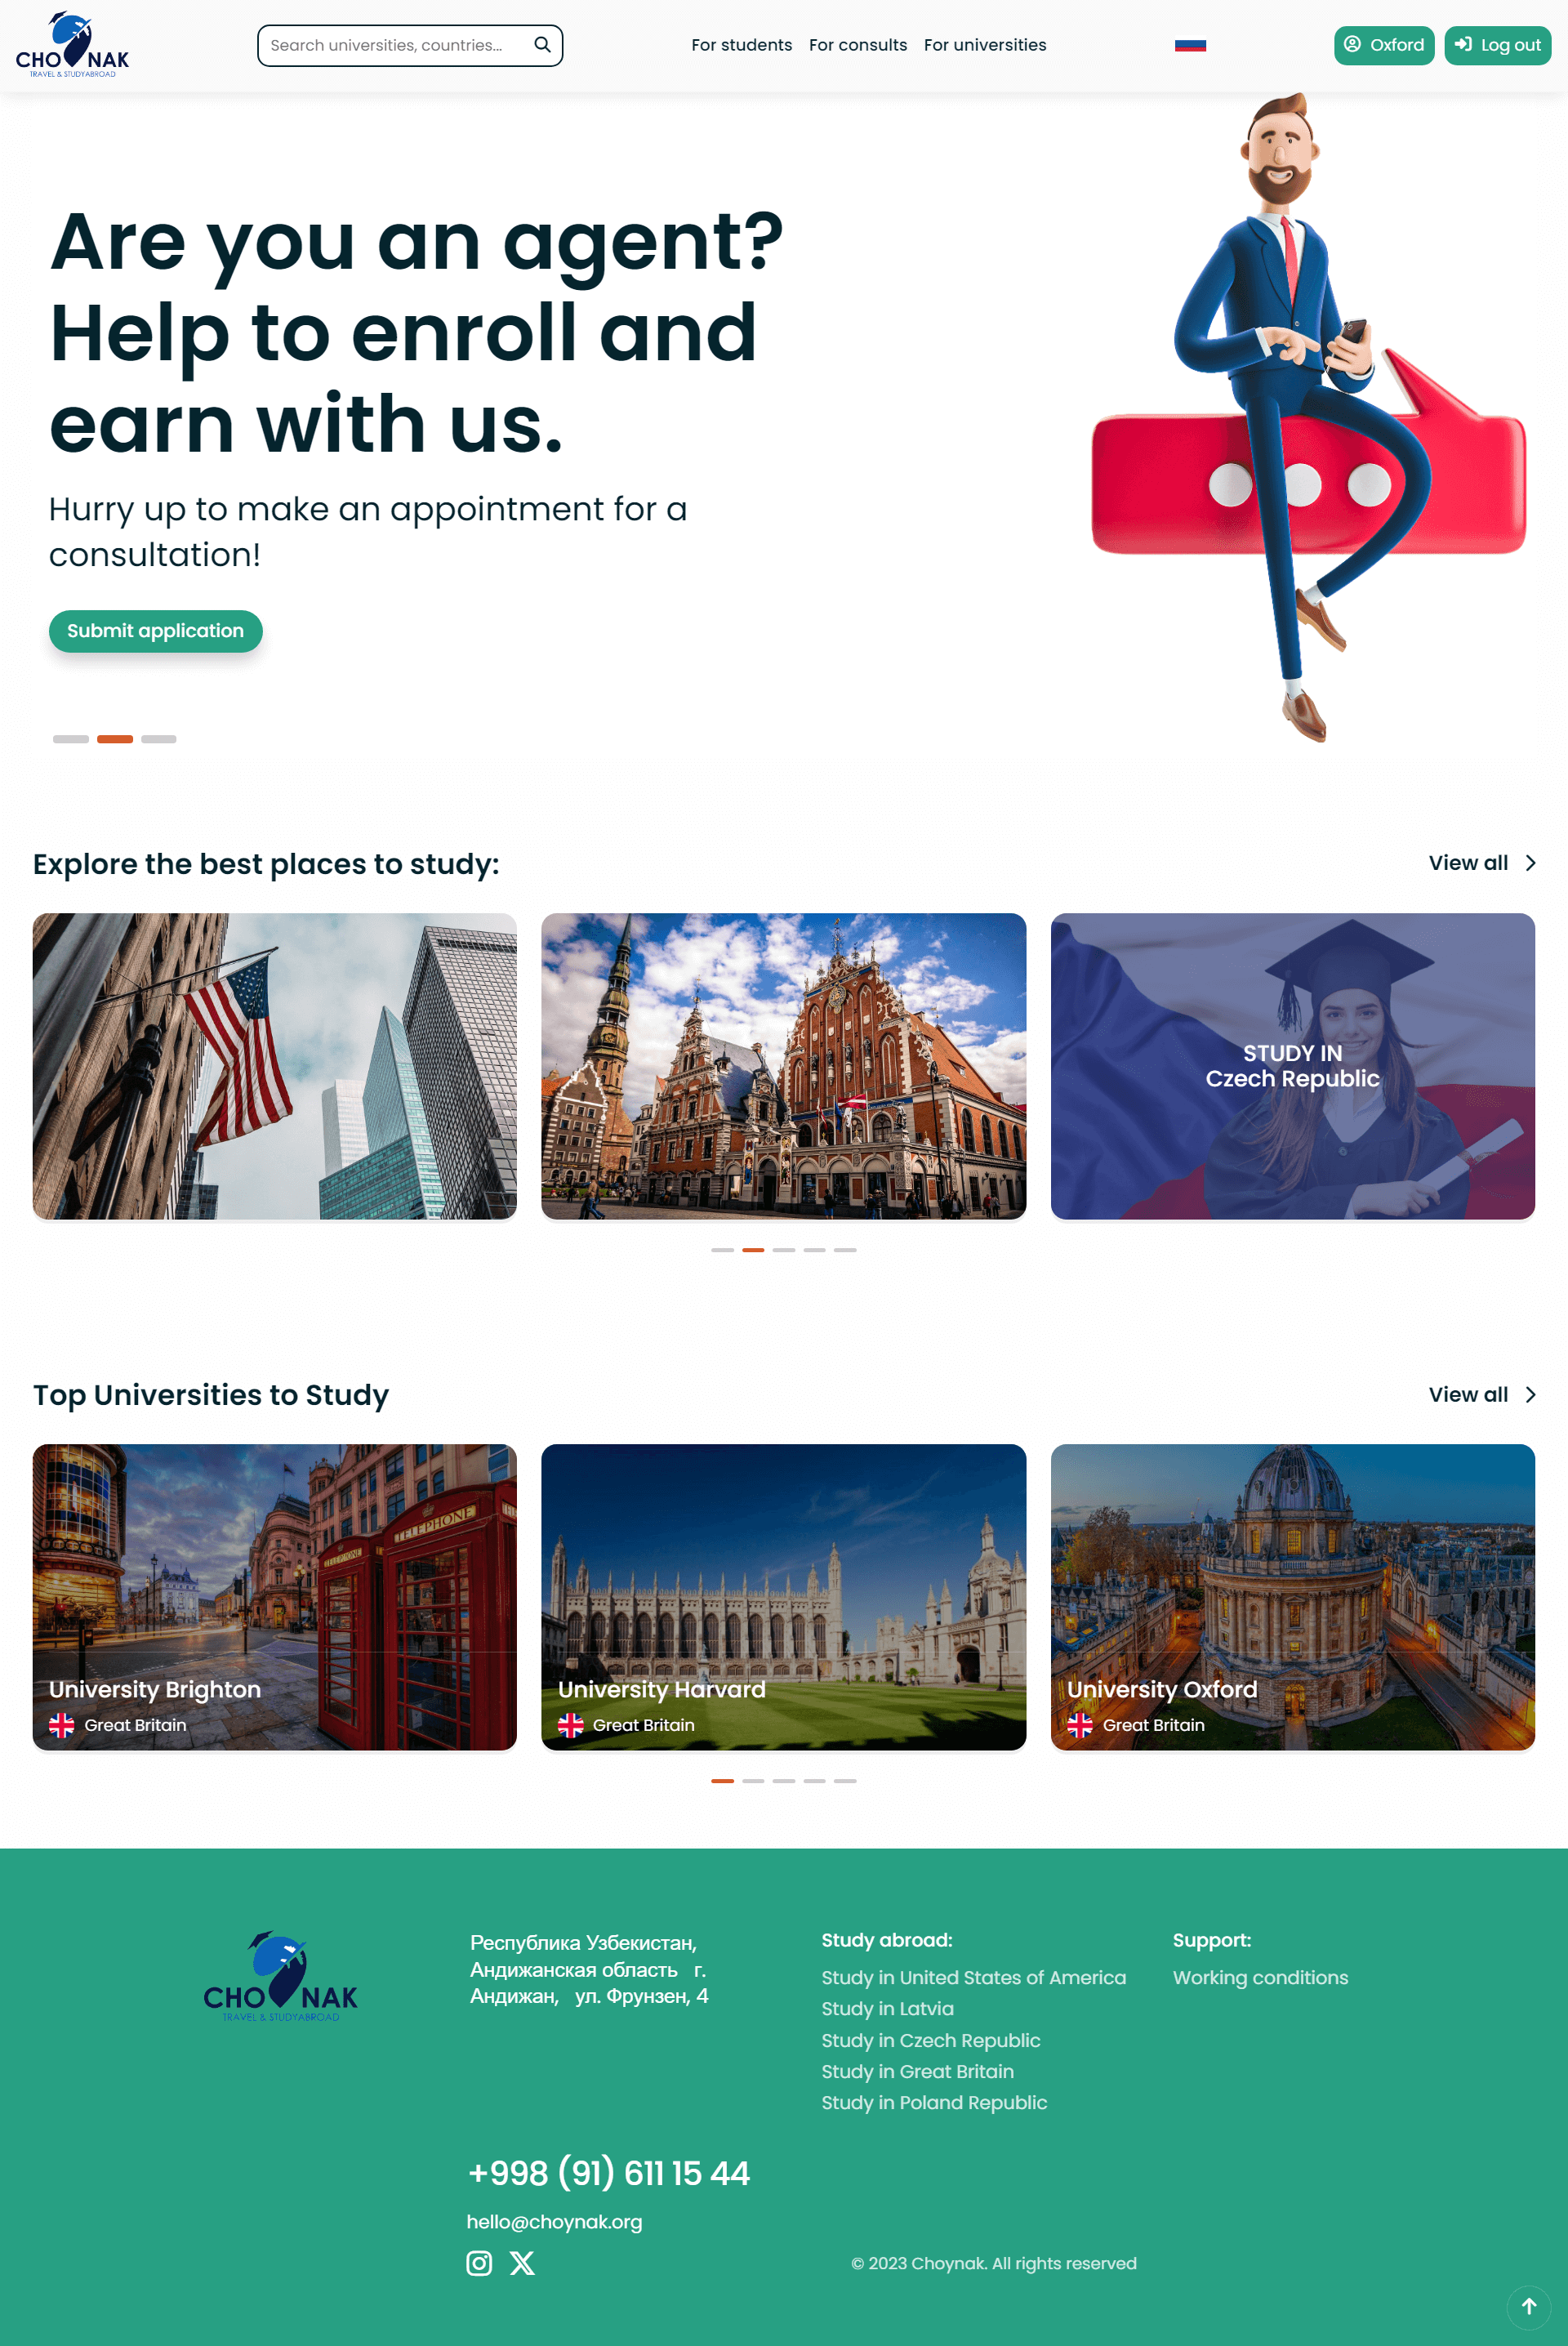 CHOYNAK
TRAVEL & STUDYABROAD
Search universities, countries...
For students
For consults
For universities
Oxford
Log out
Are you an agent?
Help to enroll and
earn with us.
Hurry up to make an appointment for a
consultation!
Submit application
Explore the best places to study:
View all
STUDY IN
Czech Republic
Top Universities to Study
View all
TELEPHONE
TELEPHONE
University Brighton
Great Britain
University Harvard
Great Britain
University Oxford
Great Britain
CHOYNAK
TRAVEL & STUDYABROAD
Республика Узбекистан,
Андижанская область г.
Андижан, ул. Фрунзен, 4
Study abroad:
Study in United States of America
Study in Latvia
Study in Czech Republic
Study in Great Britain
Study in Poland Republic
Support:
Working conditions
+998 (91) 611 15 44
hello@choynak.org
© 2023 Choynak. All rights reserved